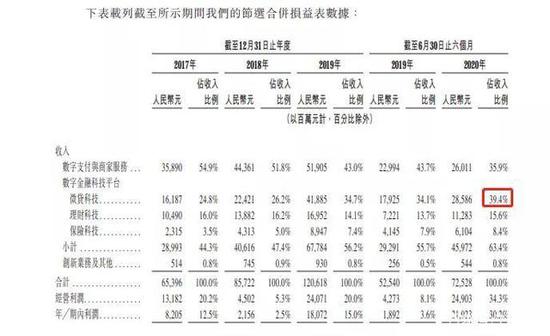 下表載列截至所示期間我們的節選合併損益表數據：
截至12月31日止年度 截至6月30日止六個月
2017年 2018年 2019年 2019年 2020年
佔收入 佔收入 佔收入 佔收入 佔收入
人民幣元 比例 人民幣元 比例 人民幣元 比例 人民幣元 比例 人民幣元 比例
(以百萬元計，百分比除外)
收入
數字支付與商家服務 ... 35,890 54.9% 44,361 51.8% 51,905 43.0% 22,994 43.7% 26,011 35.9%
數字金融科技平台
微貸科技 ........... 16,187 24.8% 22,421 26.2% 41,885 34.7% 17,925 34.1% 28,586 39.4%
理財科技 ........... 10,490 16.0% 13,882 16.2% 16,952 14.1% 7,221 13.7% 11,283 15.6%
保險科技 ........... 2,315 3.5% 4,313 5.0% 8,947 7.4% 4,145 7.9% 6,104 8.4%
小計 .............. 28,993 44.3% 40,616 47.4% 67,784 56.2% 29,291 55.7% 45,972 63.4%
創新業務及其他 ....... 514 0.8% 745 0.9% 930 0.8% 256 0.5% 544 0.8%
合計 .............. 65,396 100.0% 85,722 100.0% 120,618 100.0% 52,540 100.0% 72,528 100.0%
經營利潤 ........... 13,182 20.2% 4,502 5.3% 24,020 19.9% 4,273 8.1% 24,903 34.3%
年／期內利潤 ........ 8,205 12.5% 2,156 2.5% 18,072 15.0% 1,892 3.6% 21,923 30.2%